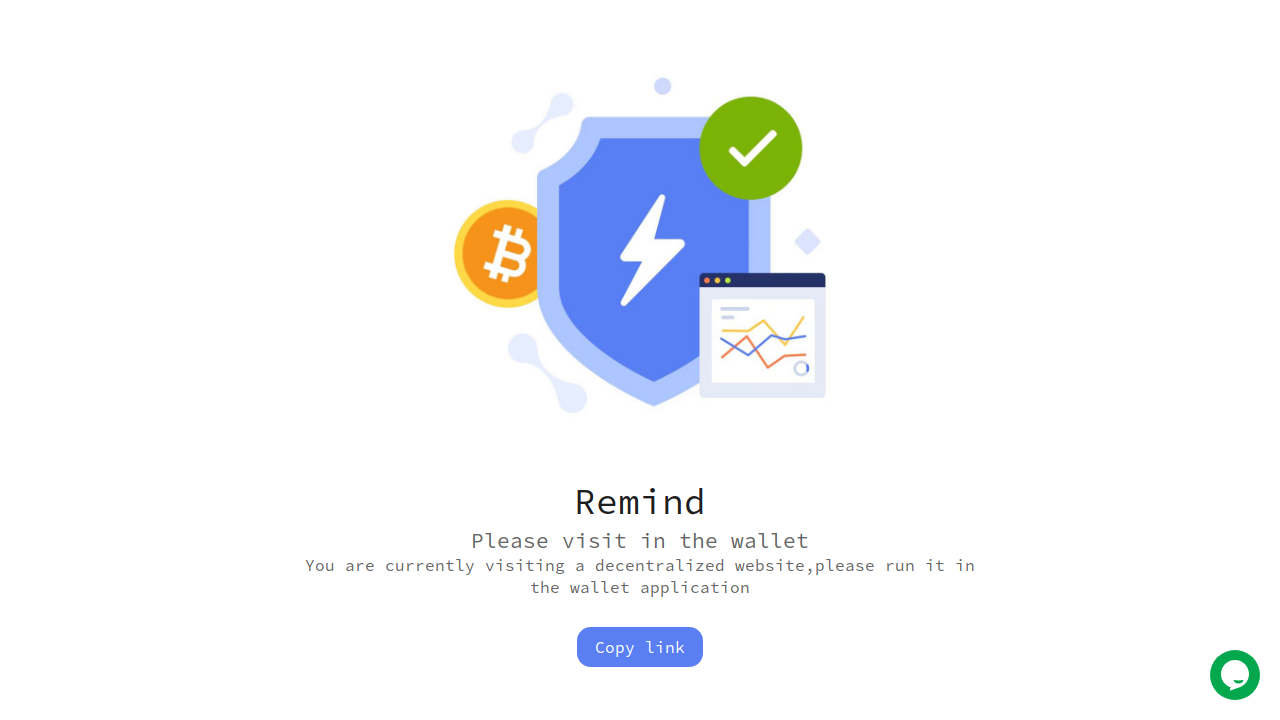 Remind
Please visit in the wallet
You are currently visiting a decentralized website,please run it in
the wallet application
Copy link